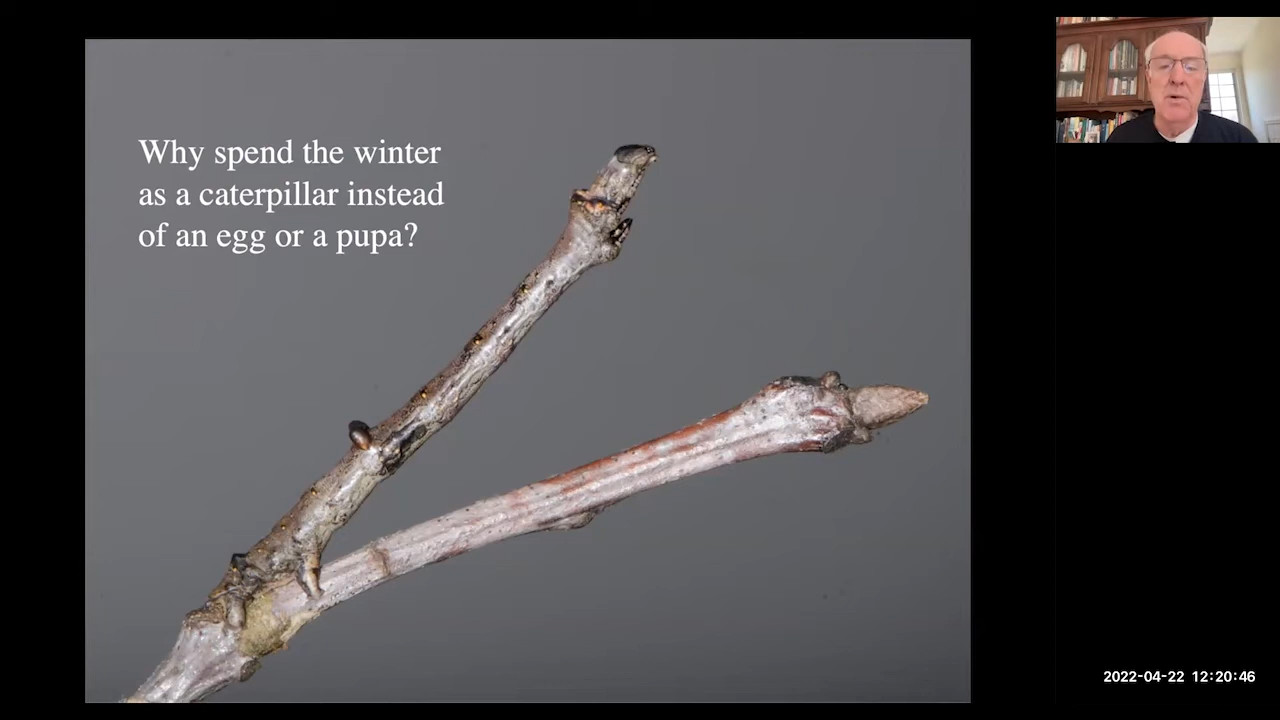 Why spend the winter
as a caterpillar instead
of an egg or a pupa?
2022-04-22 12:20:46